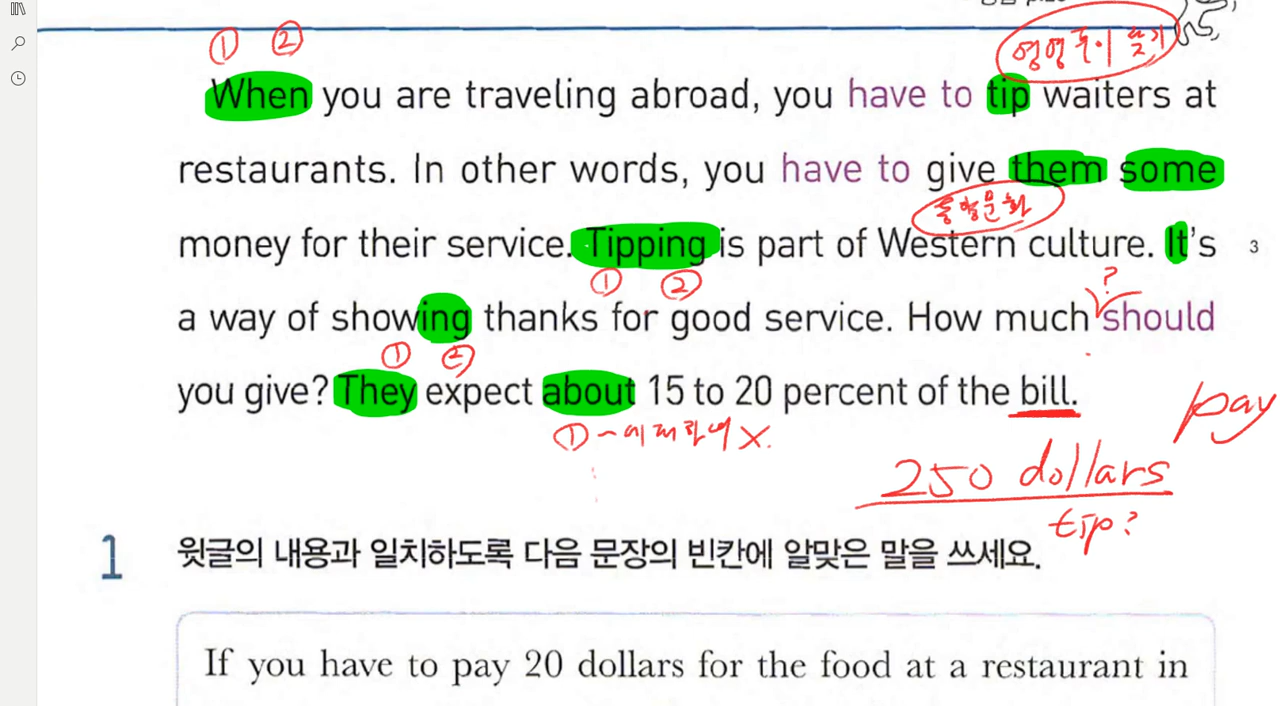 ① ②
영영풀이 쓰기
When you are traveling abroad, you have to tip waiters at
restaurants. In other words, you have to give them some
서양문화
money for their service. Tipping is part of Western culture. It's 3
① ② ?
a way of showing thanks for good service. How much should
① ②
you give? They expect about 15 to 20 percent of the bill.
pay
① ~에 대하여 X.
250 dollars
tip?
1 윗글의 내용과 일치하도록 다음 문장의 빈칸에 알맞은 말을 쓰세요.
If you have to pay 20 dollars for the food at a restaurant in